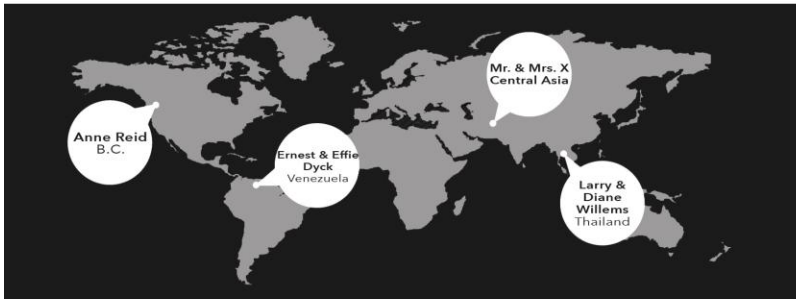 Anne Reid
B.C.
Ernest & Effie
Dyck
Venezuela
Mr. & Mrs. X
Central Asia
Larry &
Diane
Willems
Thailand